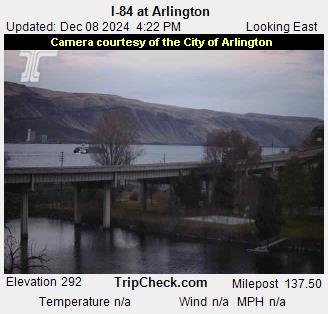 I-84 at Arlington
Updated: Dec 08 2024 4:22 PM Looking East
Camera courtesy of the City of Arlington
Elevation 292 TripCheck.com Milepost 137.50
Temperature n/a Wind n/a MPH n/a